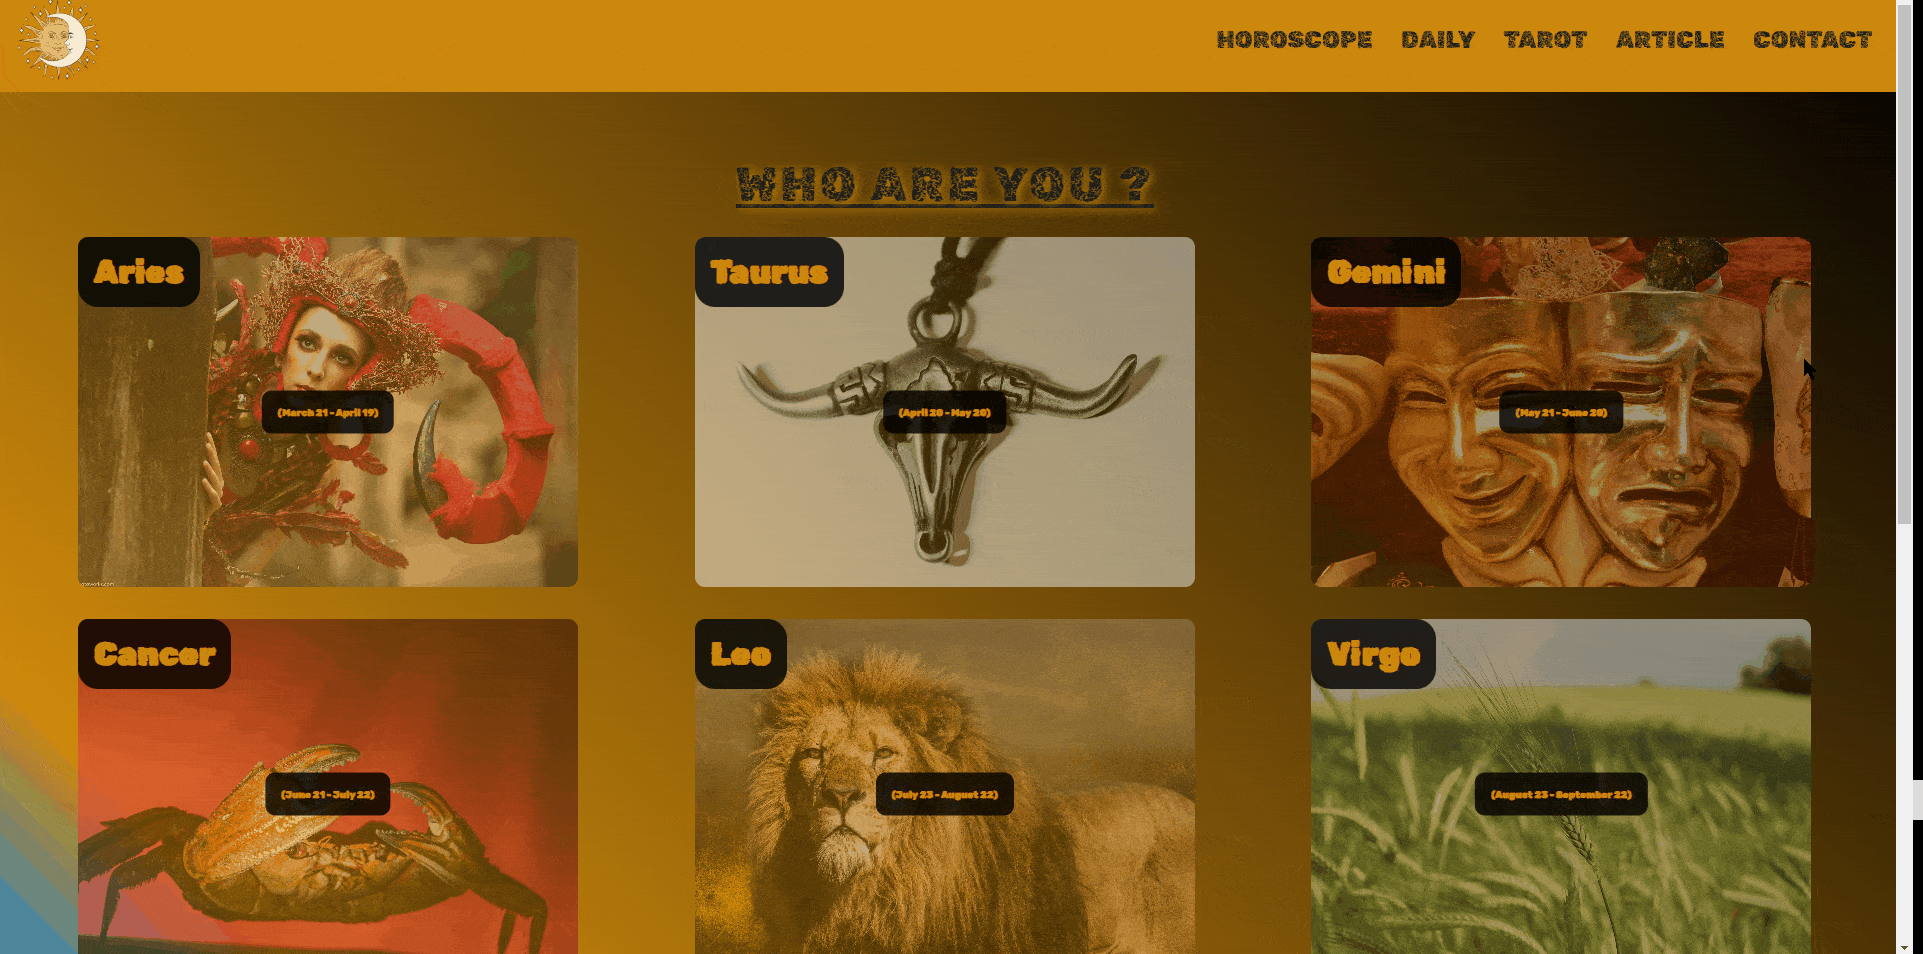 HOROSCOPE DAILY TAROT ARTICLE CONTACT
WHO ARE YOU ?
Aries
Taurus
Gemini
(March 21 - April 19)
(April 20 - May 20)
(May 21 - June 20)
Cancer
Leo
Virgo
(June 21 - July 22)
(July 23 - August 22)
(August 23 - September 22)